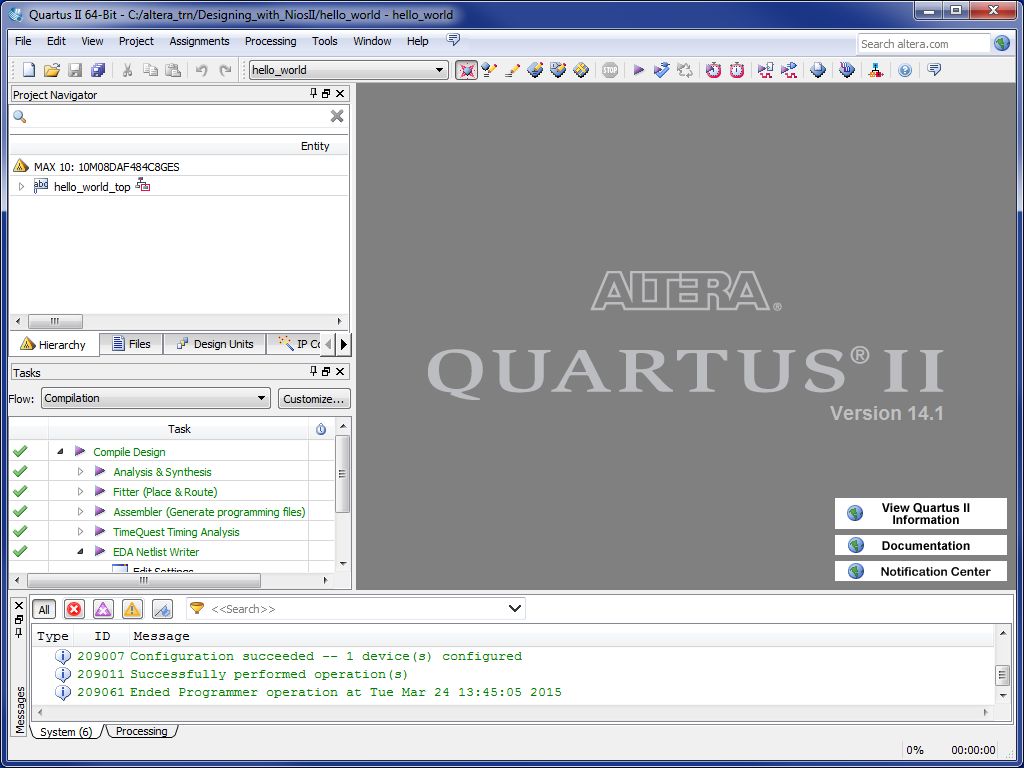 Quartus II 64-Bit - C:/altera_trn/Designing_with_NiosII/hello_world - hello_world
File Edit View Project Assignments Processing Tools Window Help
Search altera.com
hello_world
STOP
Project Navigator
Entity
MAX 10: 10M08DAF484C8GES
abd
hello_world_top
Hierarchy Files Design Units IP Co
Tasks
Flow: Compilation Customize...
Task
Compile Design
Analysis & Synthesis
Fitter (Place & Route)
Assembler (Generate programming files)
TimeQuest Timing Analysis
EDA Netlist Writer
Edit Settings
ALTERA®
QUARTUS® II
Version 14.1
View Quartus II
Information
Documentation
Notification Center
All <<Search>>
Type ID Message
209007 Configuration succeeded -- 1 device(s) configured
209011 Successfully performed operation(s)
209061 Ended Programmer operation at Tue Mar 24 13:45:05 2015
Messages
System (6) Processing
0% 00:00:00